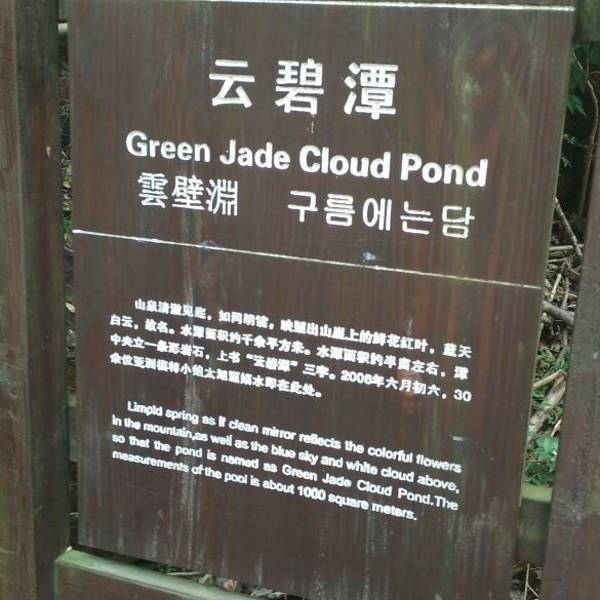 云碧潭
Green Jade Cloud Pond
雲壁淵 구름에는담
山泉清澈见底，如同明镜，映照出山崖上的鲜花红叶，蓝天
白云，故名。水潭面积约千余平方米。水潭面积约半亩左右，潭
中央立一条形岩石，上书“云碧潭”三字。2006年六月初六，30
余位亚洲模特小姐大潮 水即在此处。
Limpid spring as if clean mirror reflects the colorful flowers
in the mountain,as well as the blue sky and white cloud above,
so that the pond is named as Green Jade Cloud Pond.The
measurements of the pool is about 1000 square meters.